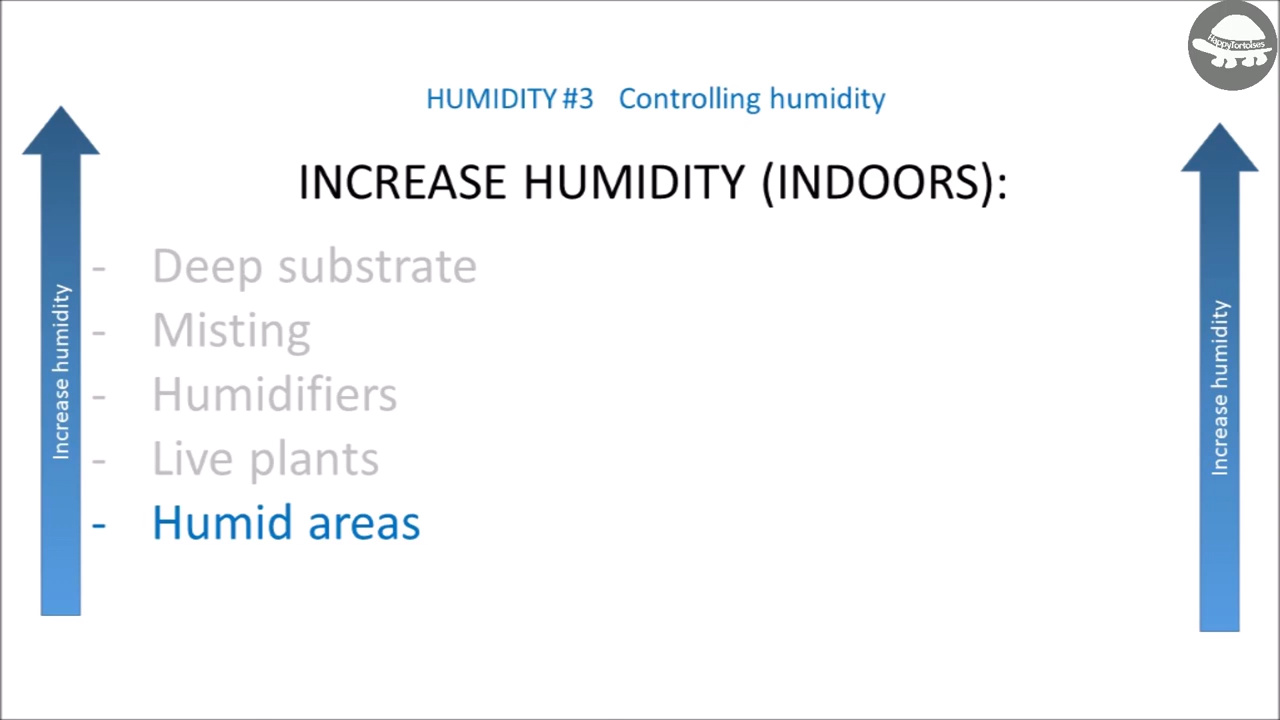 HappyTortoises
HUMIDITY #3 Controlling humidity
INCREASE HUMIDITY (INDOORS):
- Deep substrate
- Misting
- Humidifiers
- Live plants
- Humid areas
Increase humidity
Increase humidity